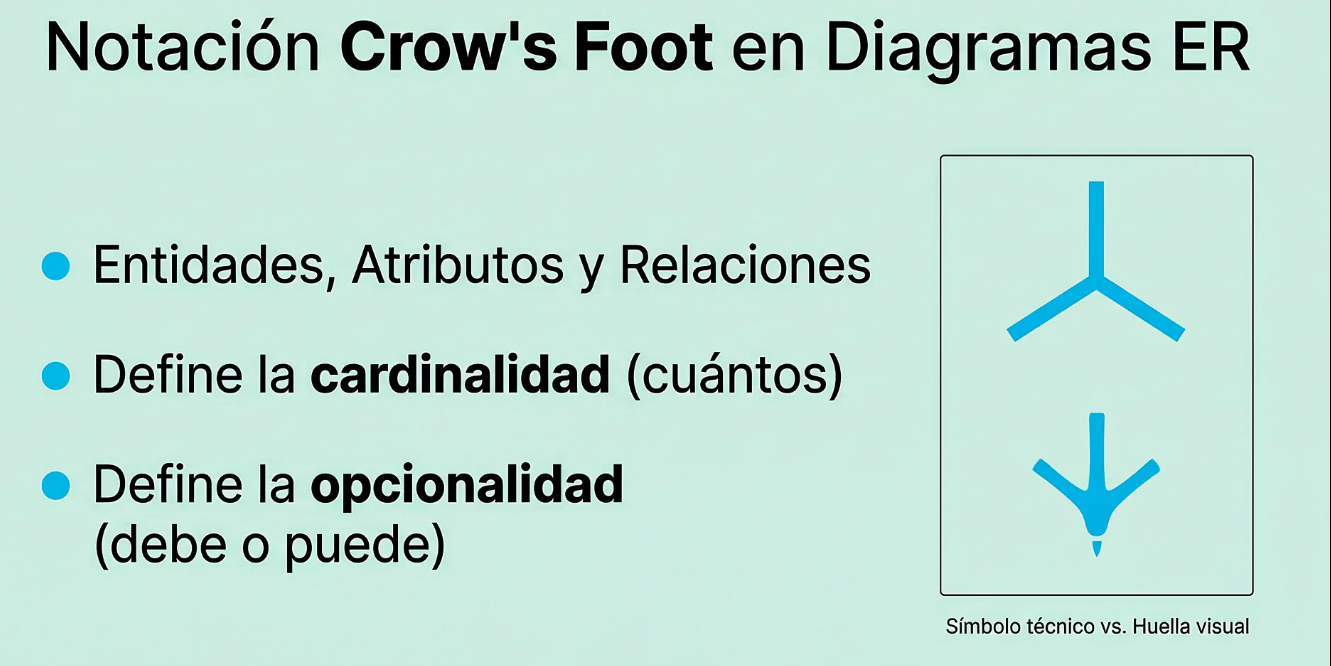 Notación Crow's Foot en Diagramas ER
Entidades, Atributos y Relaciones
Define la cardinalidad (cuántos)
Define la opcionalidad
(debe o puede)
Símbolo técnico vs. Huella visual